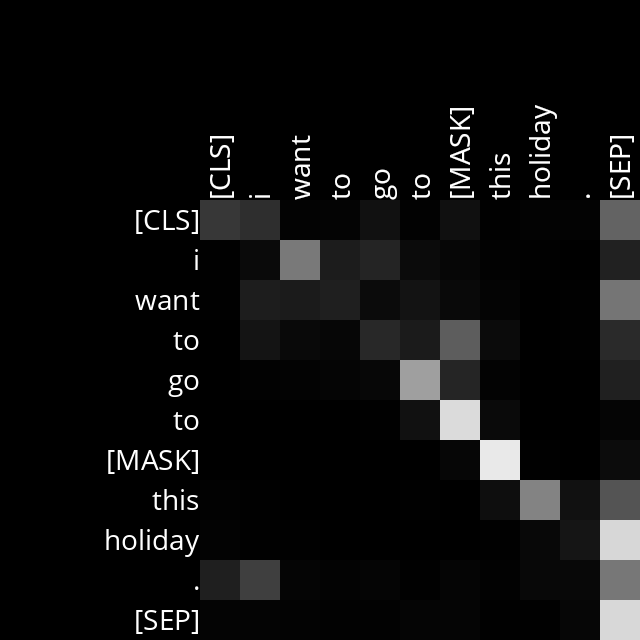 [CLS] i want to go to [MASK] this holiday . [SEP]
[CLS]
i
want
to
go
to
[MASK]
this
holiday
.
[SEP]